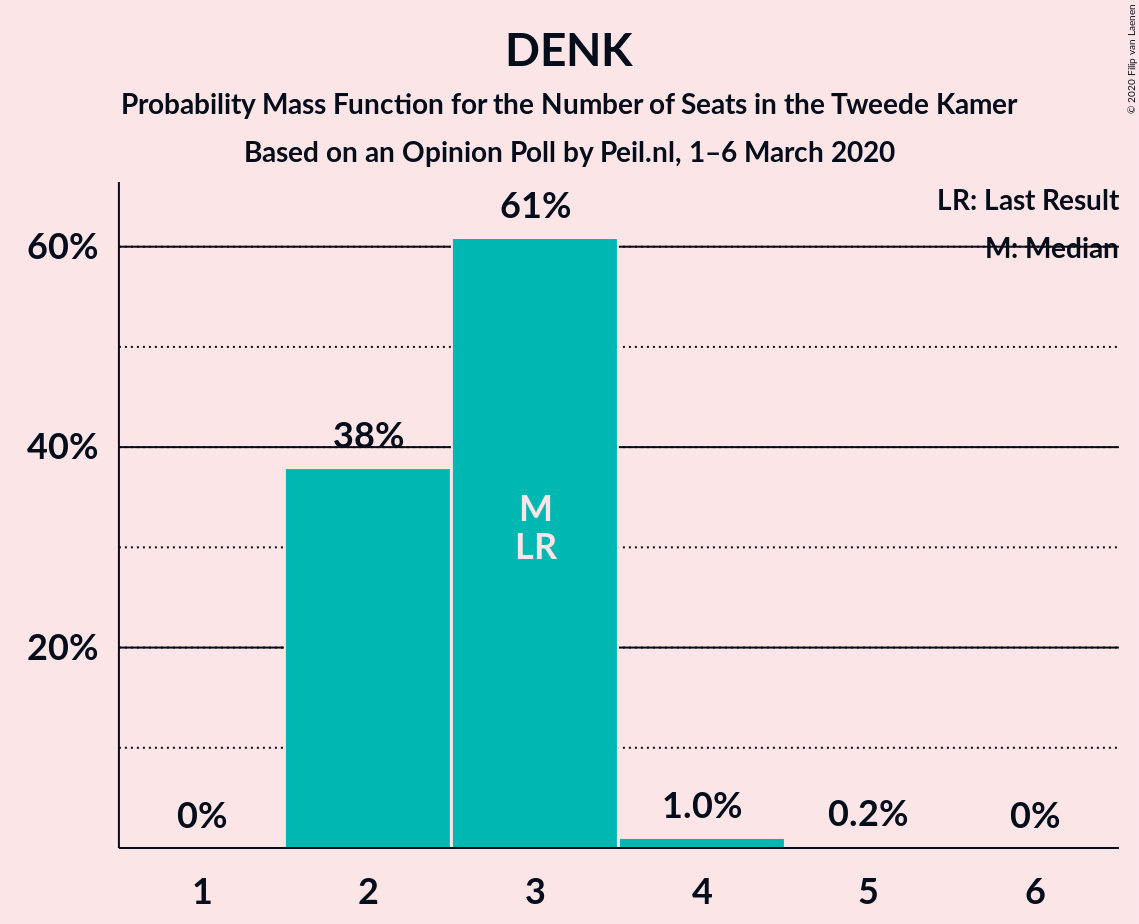 DENK
Probability Mass Function for the Number of Seats in the Tweede Kamer
Based on an Opinion Poll by Peil.nl, 1–6 March 2020
© 2020 Filip van Laenen
LR: Last Result
M: Median
60%
40%
20%
0%
38%
61%
M
LR
1.0%
0.2%
0%
1
2
3
4
5
6